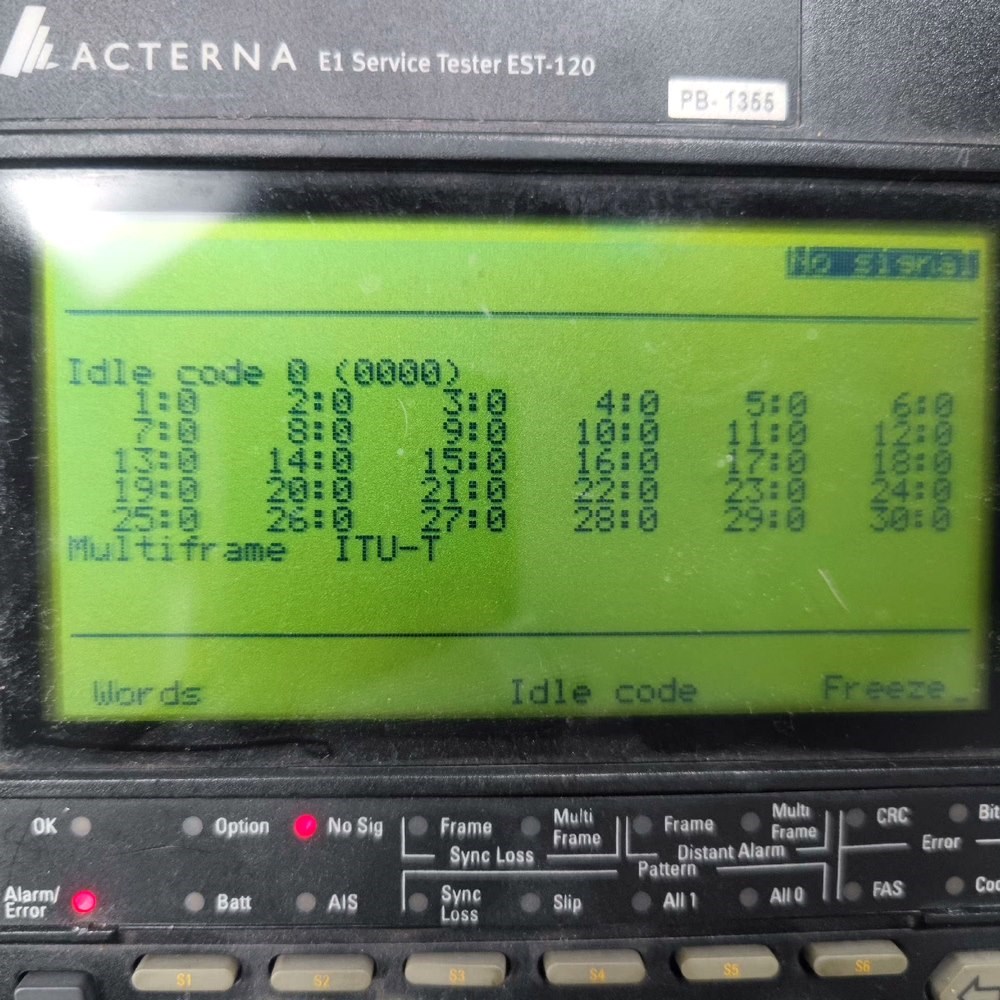 ACTERNA E1 Service Tester EST-120
PB-1355
No signal
Idle code 0 (0000)
1:0 2:0 3:0 4:0 5:0 6:0
7:0 8:0 9:0 10:0 11:0 12:0
13:0 14:0 15:0 16:0 17:0 18:0
19:0 20:0 21:0 22:0 23:0 24:0
25:0 26:0 27:0 28:0 29:0 30:0
Multiframe ITU-T
Words Idle code Freeze_
OK Option No Sig Frame Multi Frame Frame Multi Frame CRC Bit
Sync Loss Distant Alarm Error
Pattern
Alarm/Error Batt AIS Sync Loss Slip All 1 All 0 FAS
S1 S2 S3 S4 S5 S6